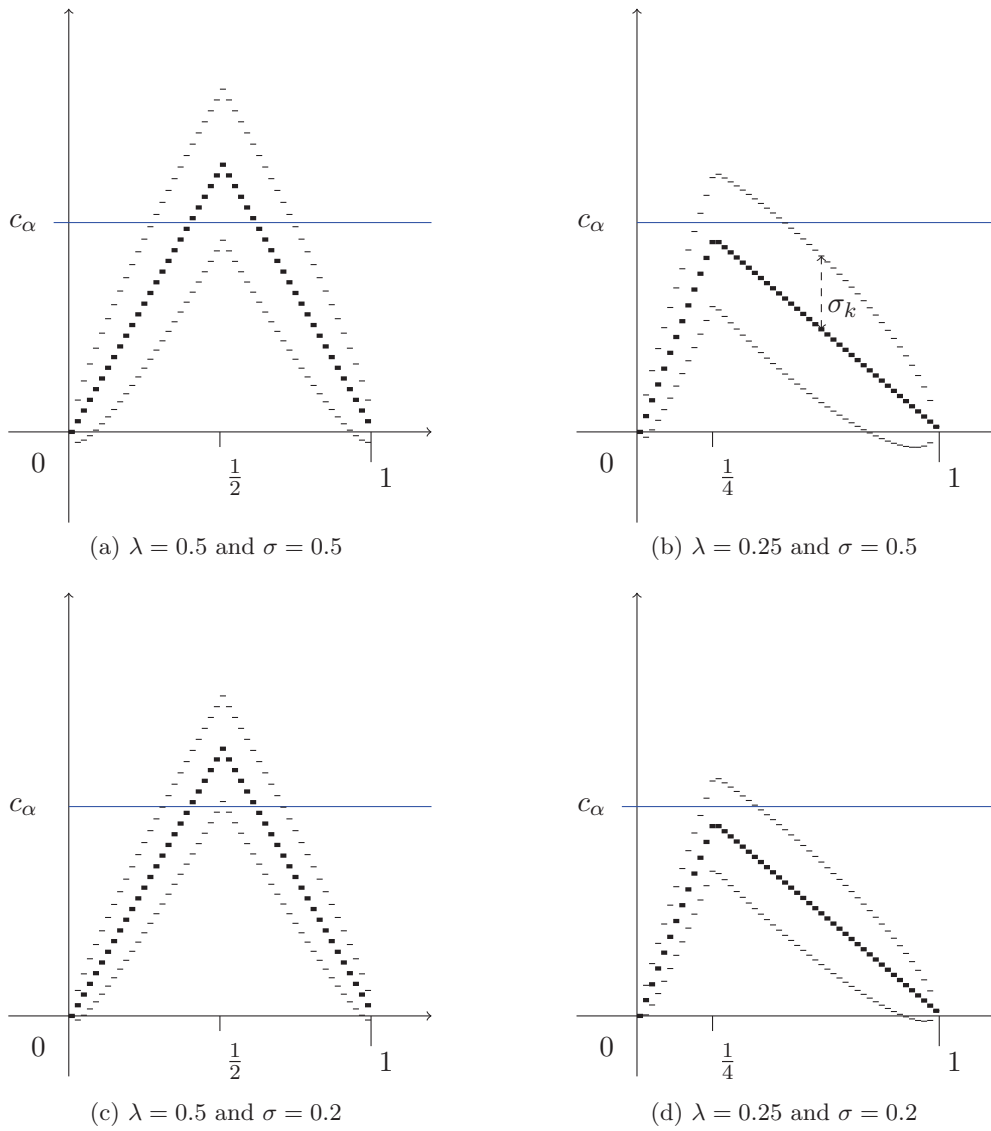 c_α
0
1/2
1
(a) λ = 0.5 and σ = 0.5
c_α
σ_k
0
1/4
1
(b) λ = 0.25 and σ = 0.5
c_α
0
1/2
1
(c) λ = 0.5 and σ = 0.2
c_α
0
1/4
1
(d) λ = 0.25 and σ = 0.2